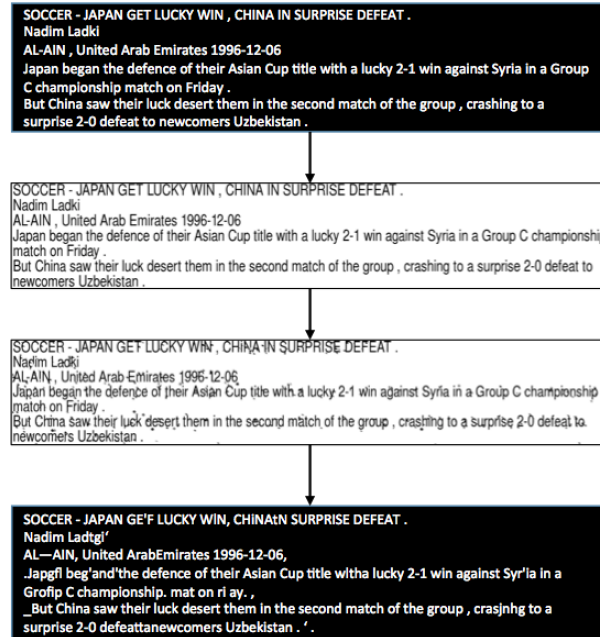 SOCCER - JAPAN GET LUCKY WIN , CHINA IN SURPRISE DEFEAT .
Nadim Ladki
AL-AIN , United Arab Emirates 1996-12-06
Japan began the defence of their Asian Cup title with a lucky 2-1 win against Syria in a Group
C championship match on Friday .
But China saw their luck desert them in the second match of the group , crashing to a
surprise 2-0 defeat to newcomers Uzbekistan .
SOCCER - JAPAN GET LUCKY WIN , CHINA IN SURPRISE DEFEAT .
Nadim Ladki
AL-AIN , United Arab Emirates 1996-12-06
Japan began the defence of their Asian Cup title with a lucky 2-1 win against Syria in a Group C championshi
match on Friday .
But China saw their luck desert them in the second match of the group , crashing to a surprise 2-0 defeat to
newcomers Uzbekistan .
SOCCER - JAPAN GET LUCKY WIN , CHINA IN SURPRISE DEFEAT .
Nadim Ladki
AL-AIN , United Arab Emirates 1996-12-06
Japan began the defence of their Asian Cup title with a lucky 2-1 win against Syria in a Group C championship
match on Friday .
But China saw their luck desert them in the second match of the group , crashing to a surprise 2-0 defeat to
newcomers Uzbekistan .
SOCCER - JAPAN GE'F LUCKY WIN, CHiNAtN SURPRISE DEFEAT .
Nadim Ladtgi‘
AL—AIN, United ArabEmirates 1996-12-06,
.Japgfl beg'and'the defence of their Asian Cup title wltha lucky 2-1 win against Syr'ia in a
Grofip C championship. mat on ri ay. ,
_But China saw their luck desert them in the second match of the group , crasjnhg to a
surprise 2-0 defeattanewcomers Uzbekistan . ‘ .